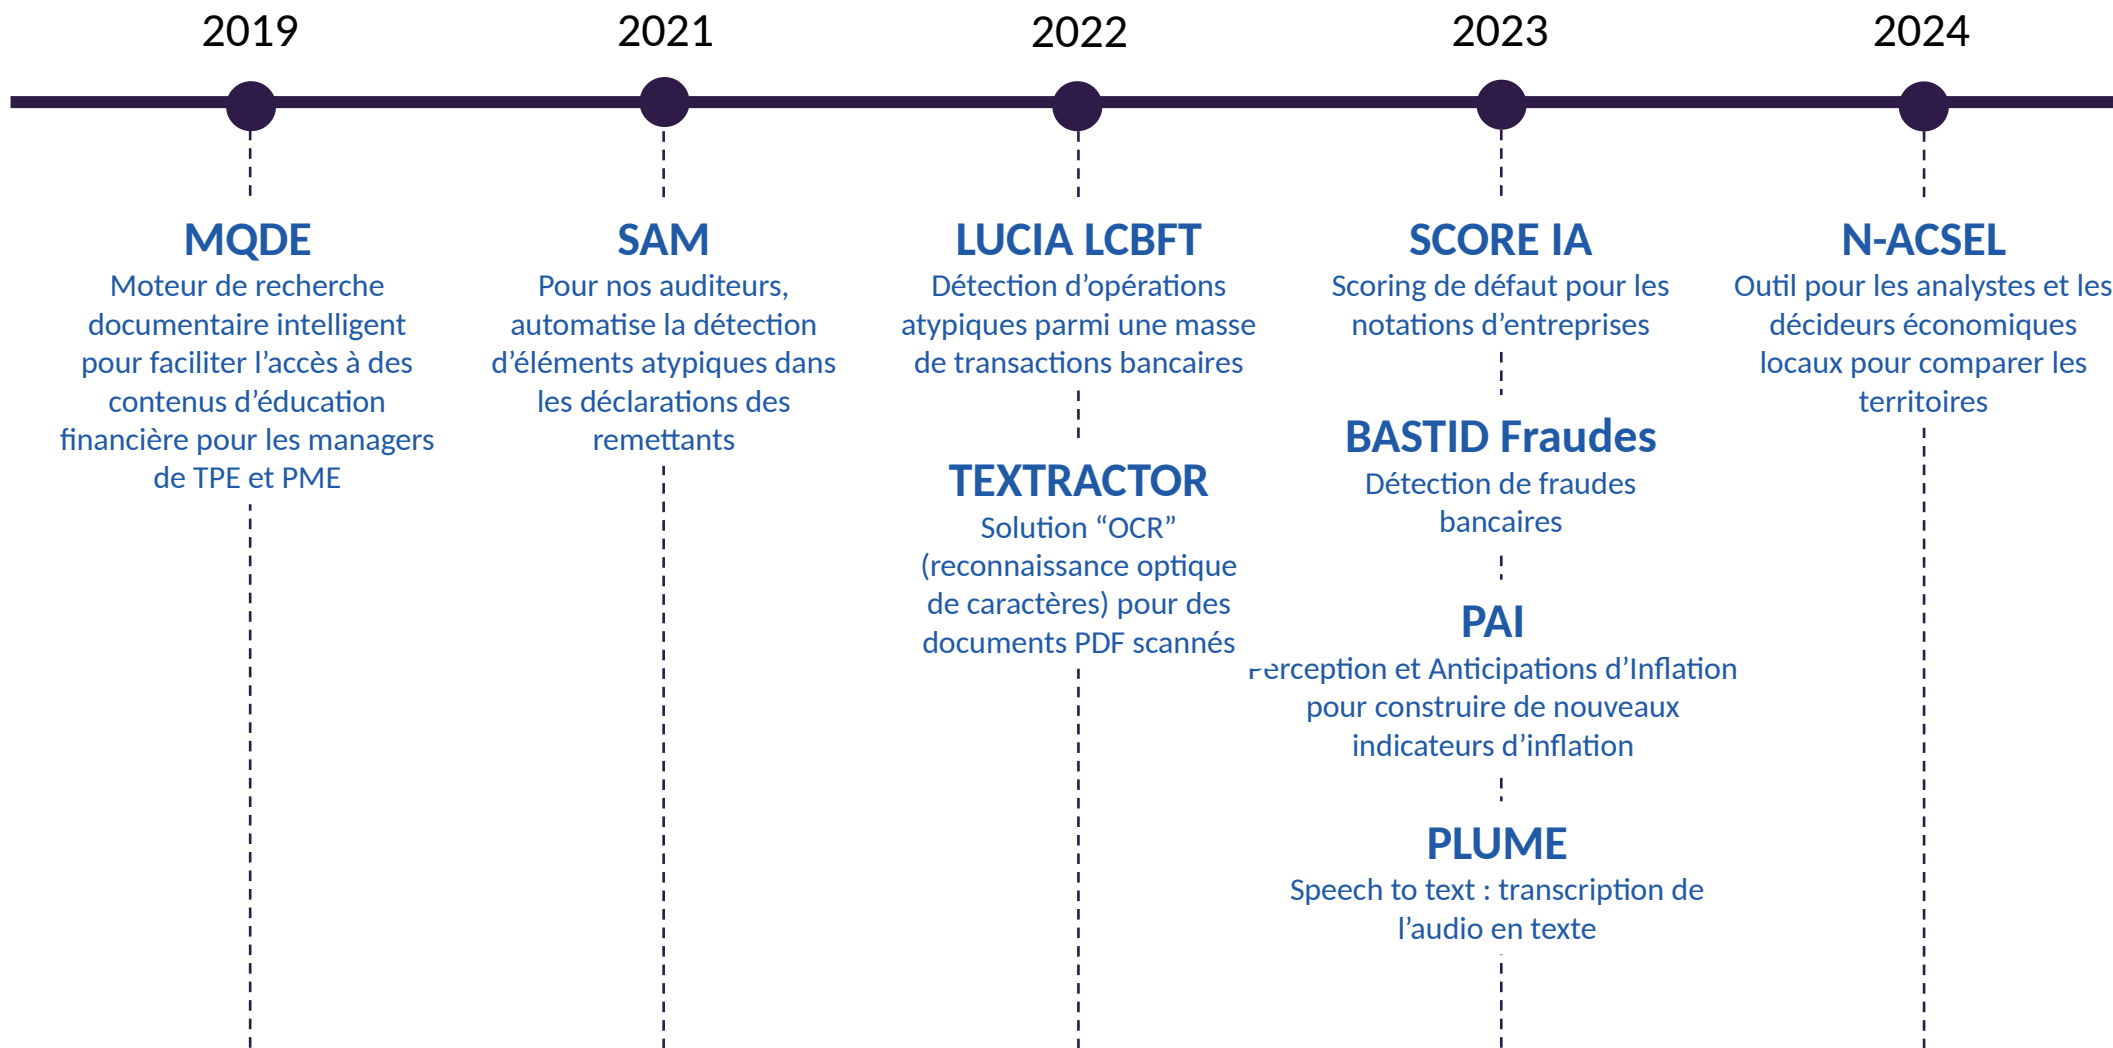 2019
2021
2022
2023
2024
MQDE
Moteur de recherche
documentaire intelligent
pour faciliter l’accès à des
contenus d’éducation
financière pour les managers
de TPE et PME
SAM
Pour nos auditeurs,
automatise la détection
d’éléments atypiques dans
les déclarations des
remettants
LUCIA LCBFT
Détection d’opérations
atypiques parmi une masse
de transactions bancaires
TEXTRACTOR
Solution “OCR”
(reconnaissance optique
de caractères) pour des
documents PDF scannés
SCORE IA
Scoring de défaut pour les
notations d’entreprises
BASTID Fraudes
Détection de fraudes
bancaires
PAI
Perception et Anticipations d’Inflation
pour construire de nouveaux
indicateurs d’inflation
PLUME
Speech to text : transcription de
l’audio en texte
N-ACSEL
Outil pour les analystes et les
décideurs économiques
locaux pour comparer les
territoires